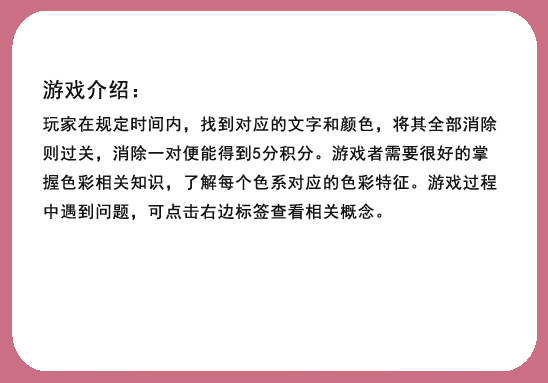 游戏介绍：
玩家在规定时间内，找到对应的文字和颜色，将其全部消除
则过关，消除一对便能得到5分积分。游戏者需要很好的掌
握色彩相关知识，了解每个色系对应的色彩特征。游戏过程
中遇到问题，可点击右边标签查看相关概念。